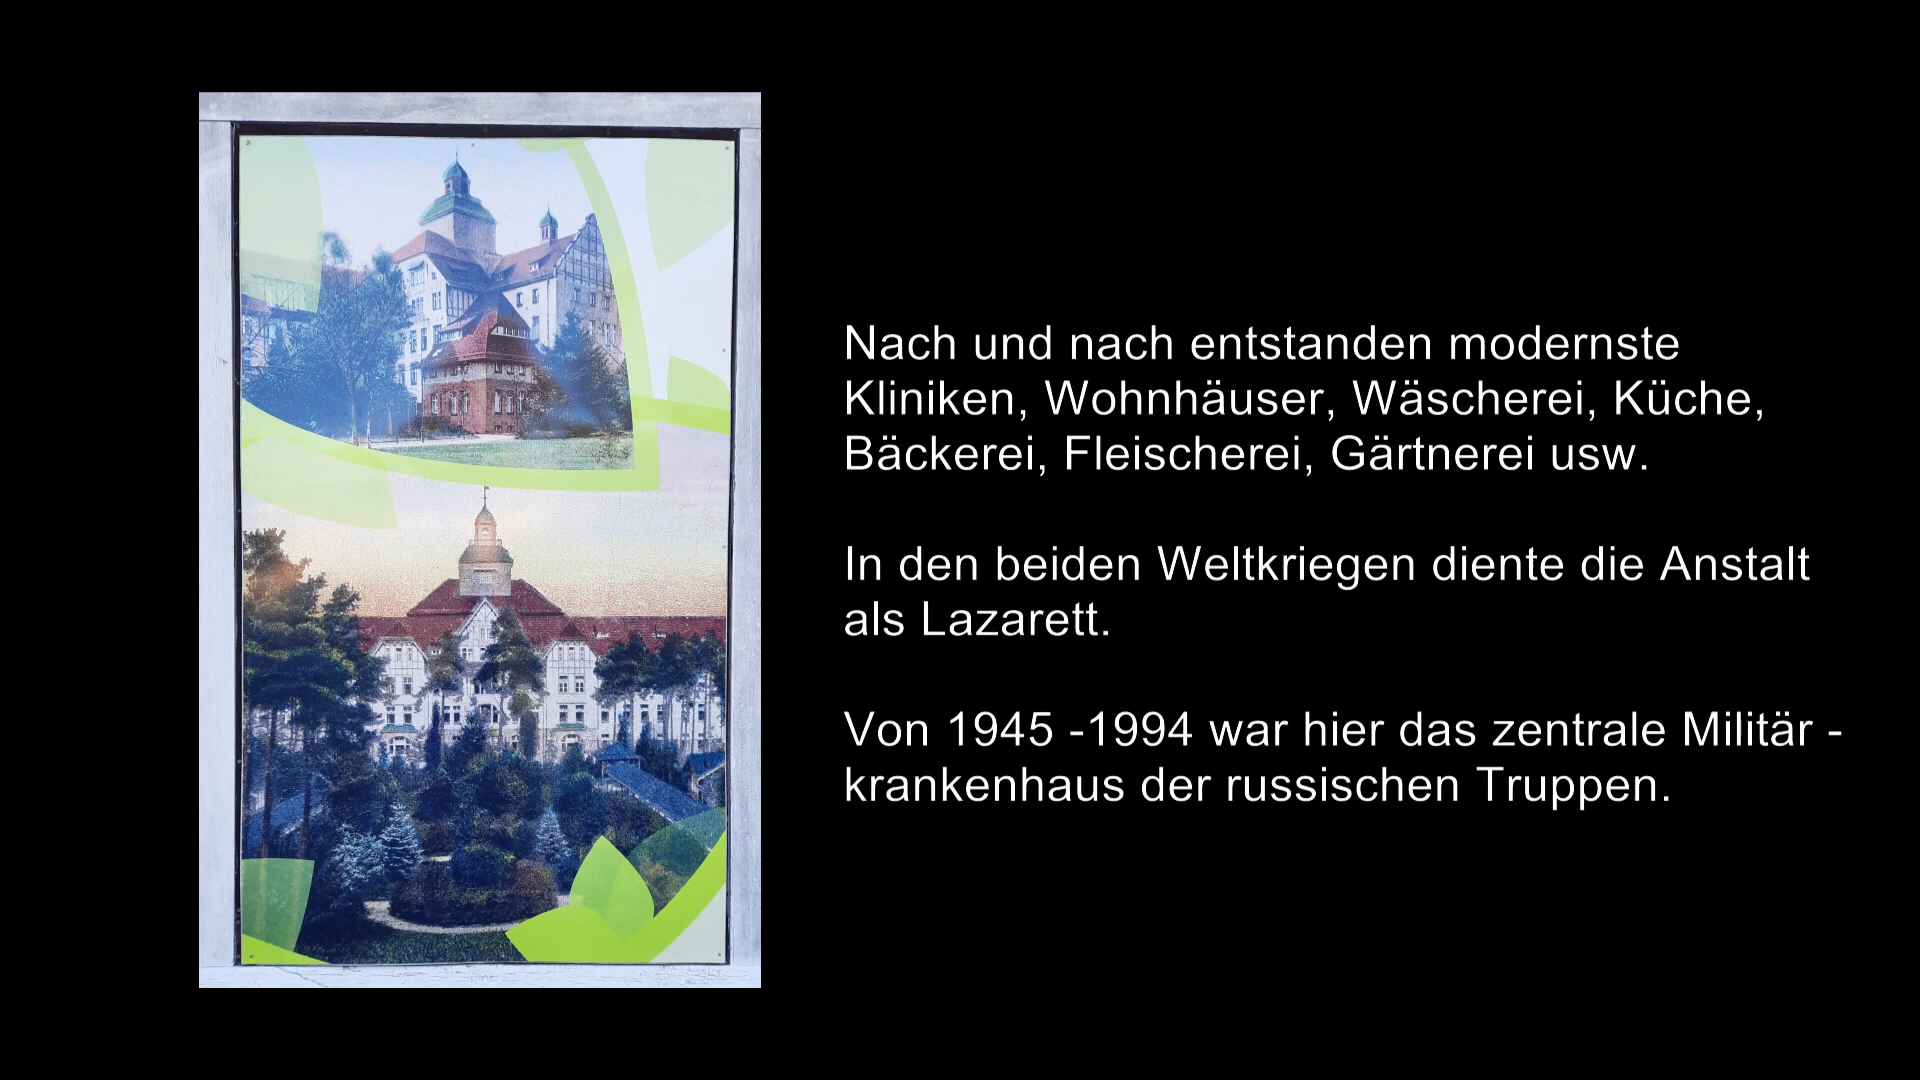 Nach und nach entstanden modernste
Kliniken, Wohnhäuser, Wäscherei, Küche,
Bäckerei, Fleischerei, Gärtnerei usw.
In den beiden Weltkriegen diente die Anstalt
als Lazarett.
Von 1945 -1994 war hier das zentrale Militär -
krankenhaus der russischen Truppen.